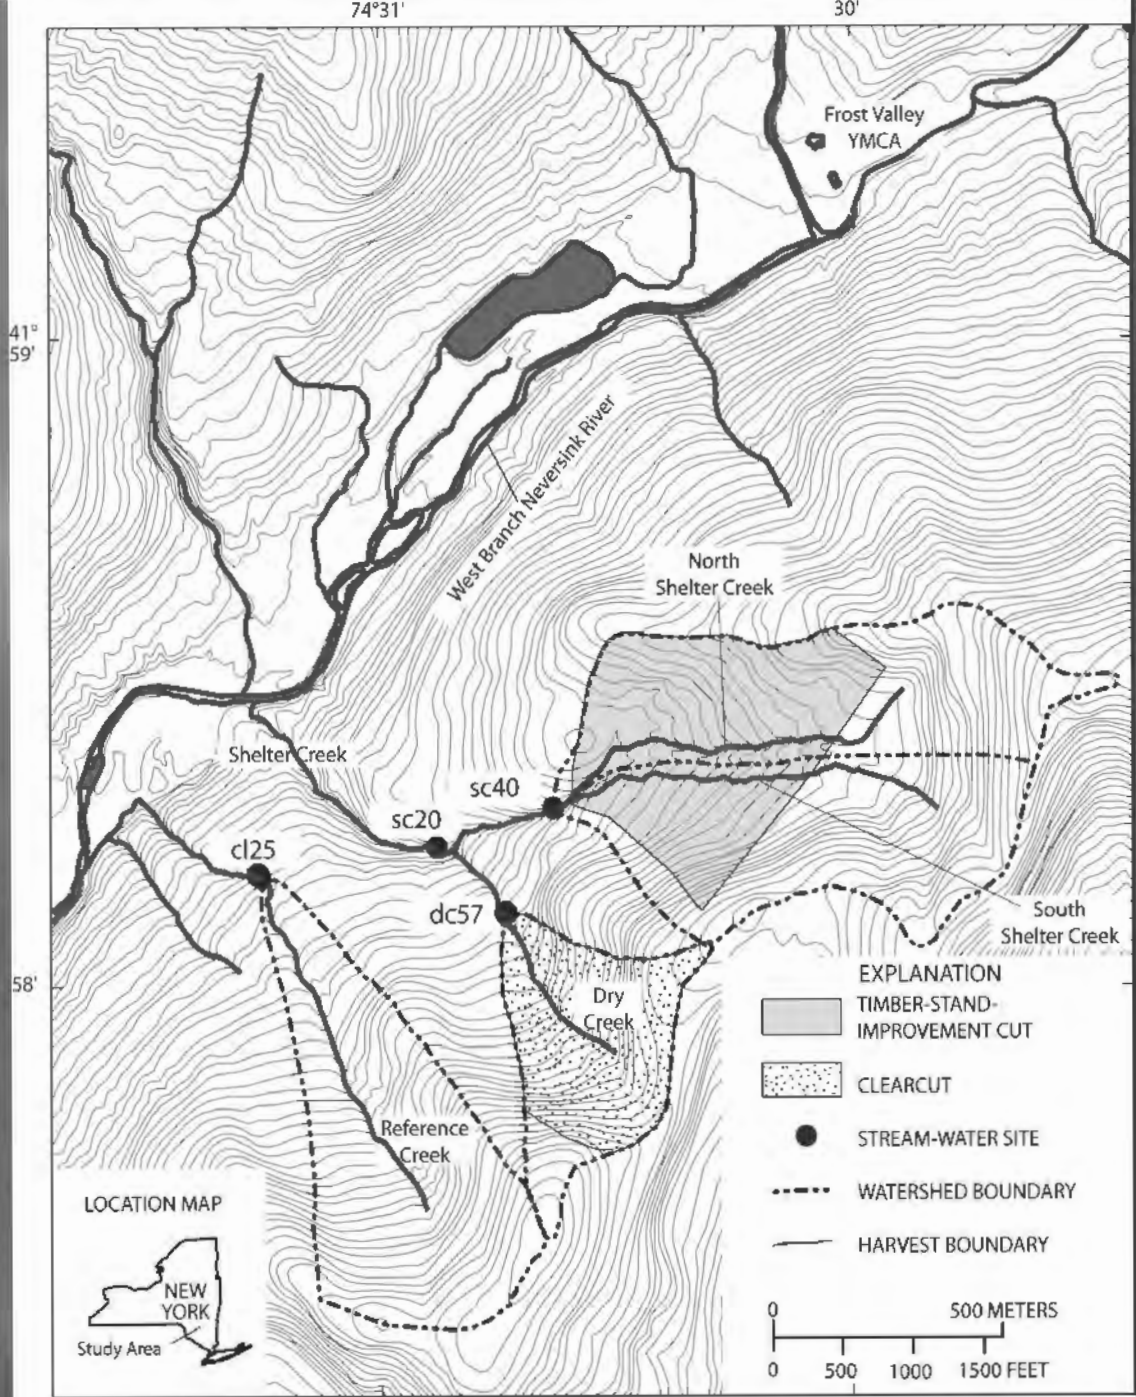 74°31'
30'
Frost Valley
YMCA
41°
59'
West Branch Neversink River
North
Shelter Creek
Shelter Creek
sc40
sc20
cl25
dc57
South
Shelter Creek
58'
Dry
Creek
Reference
Creek
EXPLANATION
TIMBER-STAND-
IMPROVEMENT CUT
CLEARCUT
STREAM-WATER SITE
WATERSHED BOUNDARY
HARVEST BOUNDARY
LOCATION MAP
NEW
YORK
Study Area
0 500 METERS
0 500 1000 1500 FEET